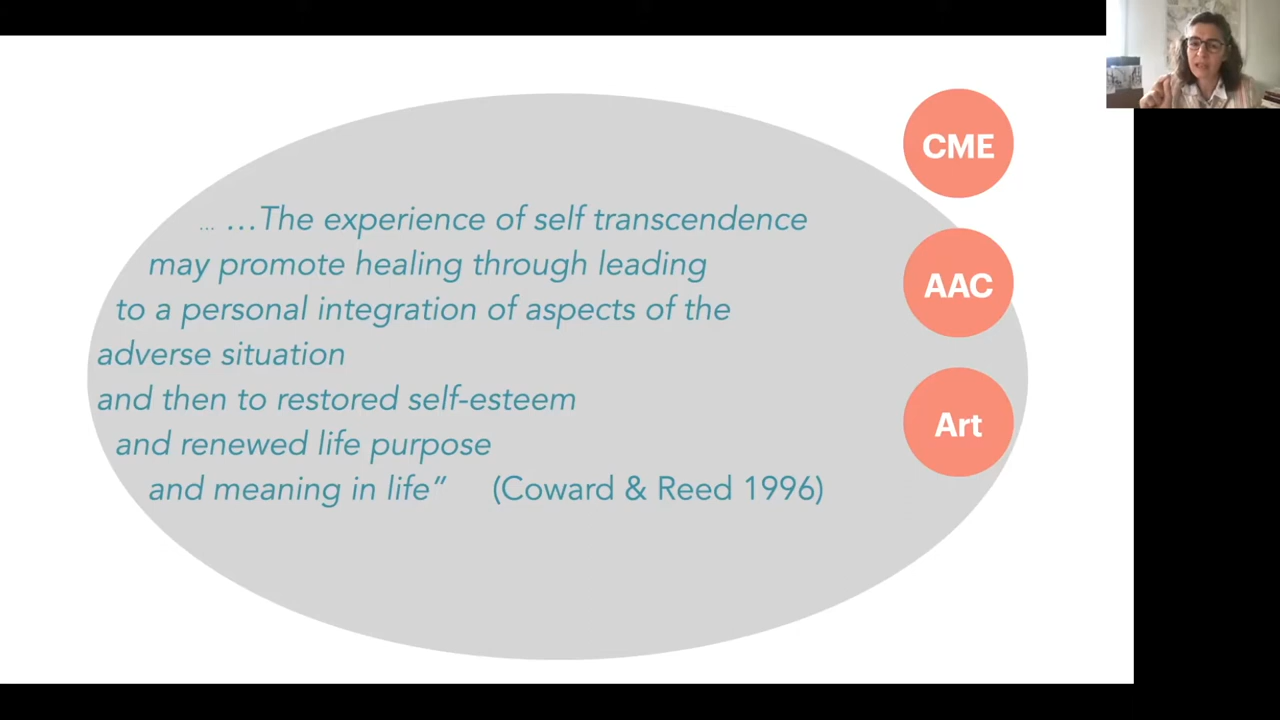 ... ...The experience of self transcendence
may promote healing through leading
to a personal integration of aspects of the
adverse situation
and then to restored self-esteem
and renewed life purpose
and meaning in life” (Coward & Reed 1996)
CME
AAC
Art